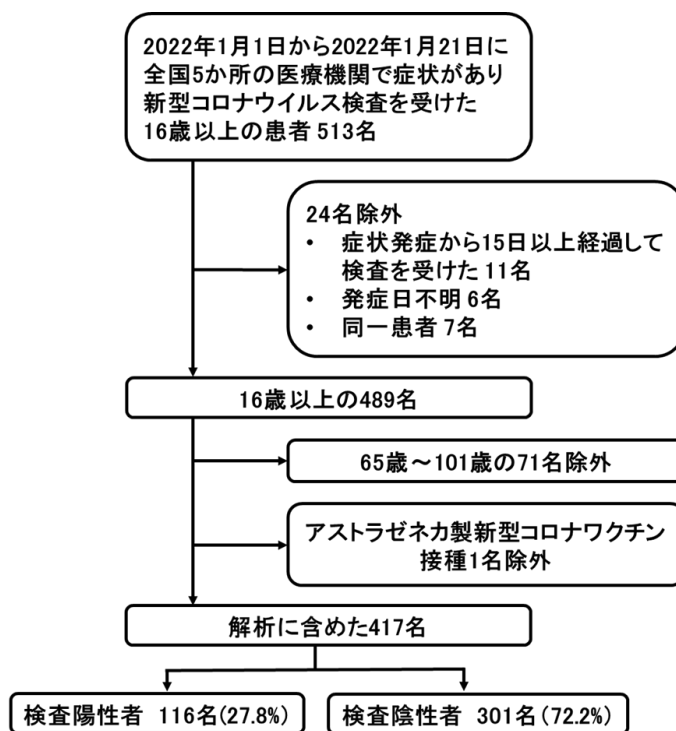 2022年1月1日から2022年1月21日に
全国5か所の医療機関で症状があり
新型コロナウイルス検査を受けた
16歳以上の患者 513名
24名除外
• 症状発症から15日以上経過して
検査を受けた 11名
• 発症日不明 6名
• 同一患者 7名
16歳以上の489名
65歳～101歳の71名除外
アストラゼネカ製新型コロナワクチン
接種1名除外
解析に含めた417名
検査陽性者 116名(27.8%)
検査陰性者 301名(72.2%)